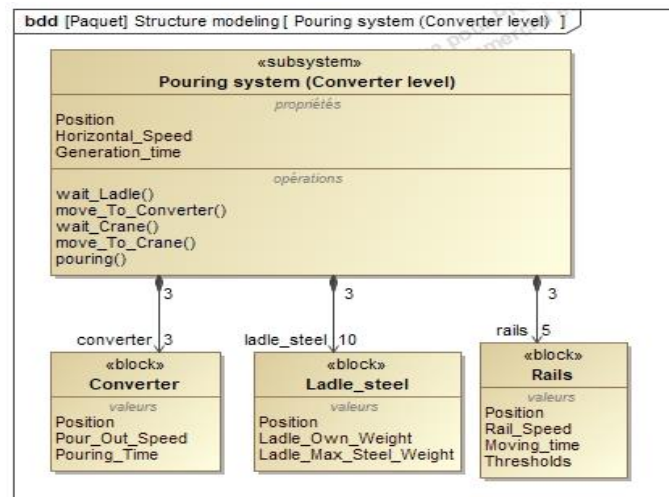 bdd [Paquet] Structure modeling [ Pouring system (Converter level) ]
«subsystem»
Pouring system (Converter level)
propriétés
Position
Horizontal_Speed
Generation_time
opérations
wait_Ladle()
move_To_Converter()
wait_Crane()
move_To_Crane()
pouring()
3 3 3
converter 3 ladle_steel 10 rails 5
«block»
Converter
valeurs
Position
Pour_Out_Speed
Pouring_Time
«block»
Ladle_steel
valeurs
Position
Ladle_Own_Weight
Ladle_Max_Steel_Weight
«block»
Rails
valeurs
Position
Rail_Speed
Moving_time
Thresholds